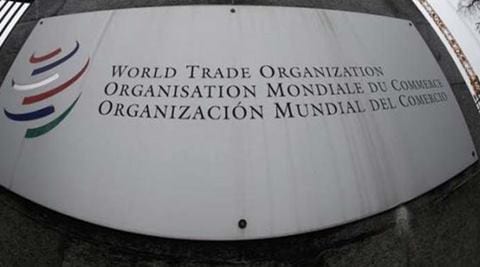 WORLD TRADE ORGANIZATION
ORGANISATION MONDIALE DU COMMERCE
ORGANIZACIÓN MUNDIAL DEL COMERCIO